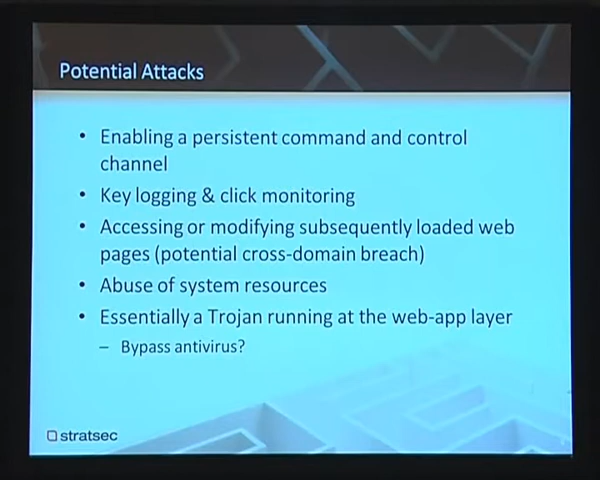 Potential Attacks
• Enabling a persistent command and control
channel
• Key logging & click monitoring
• Accessing or modifying subsequently loaded web
pages (potential cross-domain breach)
• Abuse of system resources
• Essentially a Trojan running at the web-app layer
– Bypass antivirus?
stratsec